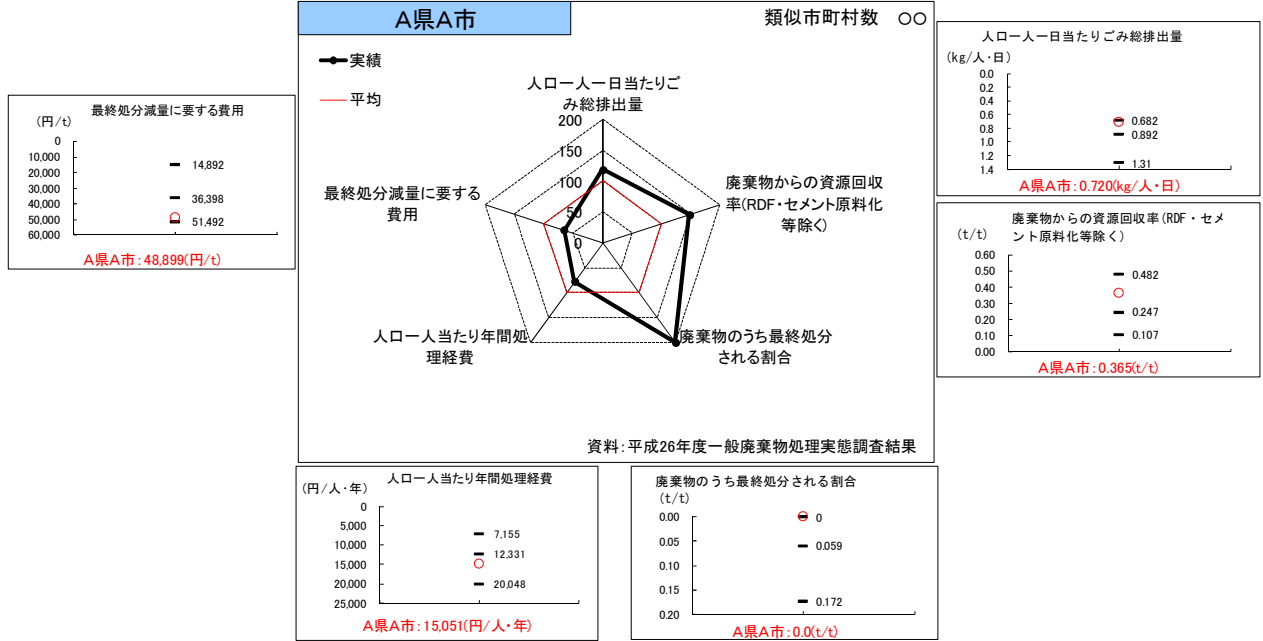 A県A市
類似市町村数　○○
実績
平均
人口一人一日当たりご
み総排出量
200
150
100
50
0
廃棄物からの資源回収
率(RDF・セメント原料化
等除く)
廃棄物のうち最終処分
される割合
人口一人当たり年間処
理経費
最終処分減量に要する
費用
資料:平成26年度一般廃棄物処理実態調査結果
最終処分減量に要する費用
(円/t)
0
10,000
20,000
30,000
40,000
50,000
60,000
14,892
36,398
51,492
A県A市:48,899(円/t)
人口一人一日当たりごみ総排出量
(kg/人・日)
0.0
0.2
0.4
0.6
0.8
1.0
1.2
1.4
0.682
0.892
1.31
A県A市:0.720(kg/人・日)
廃棄物からの資源回収率(RDF・セメ
ント原料化等除く)
(t/t)
0.60
0.50
0.40
0.30
0.20
0.10
0.00
0.482
0.247
0.107
A県A市:0.365(t/t)
人口一人当たり年間処理経費
(円/人・年)
0
5,000
10,000
15,000
20,000
25,000
7,155
12,331
20,048
A県A市:15,051(円/人・年)
廃棄物のうち最終処分される割合
(t/t)
0.00
0.05
0.10
0.15
0.20
0
0.059
0.172
A県A市:0.0(t/t)